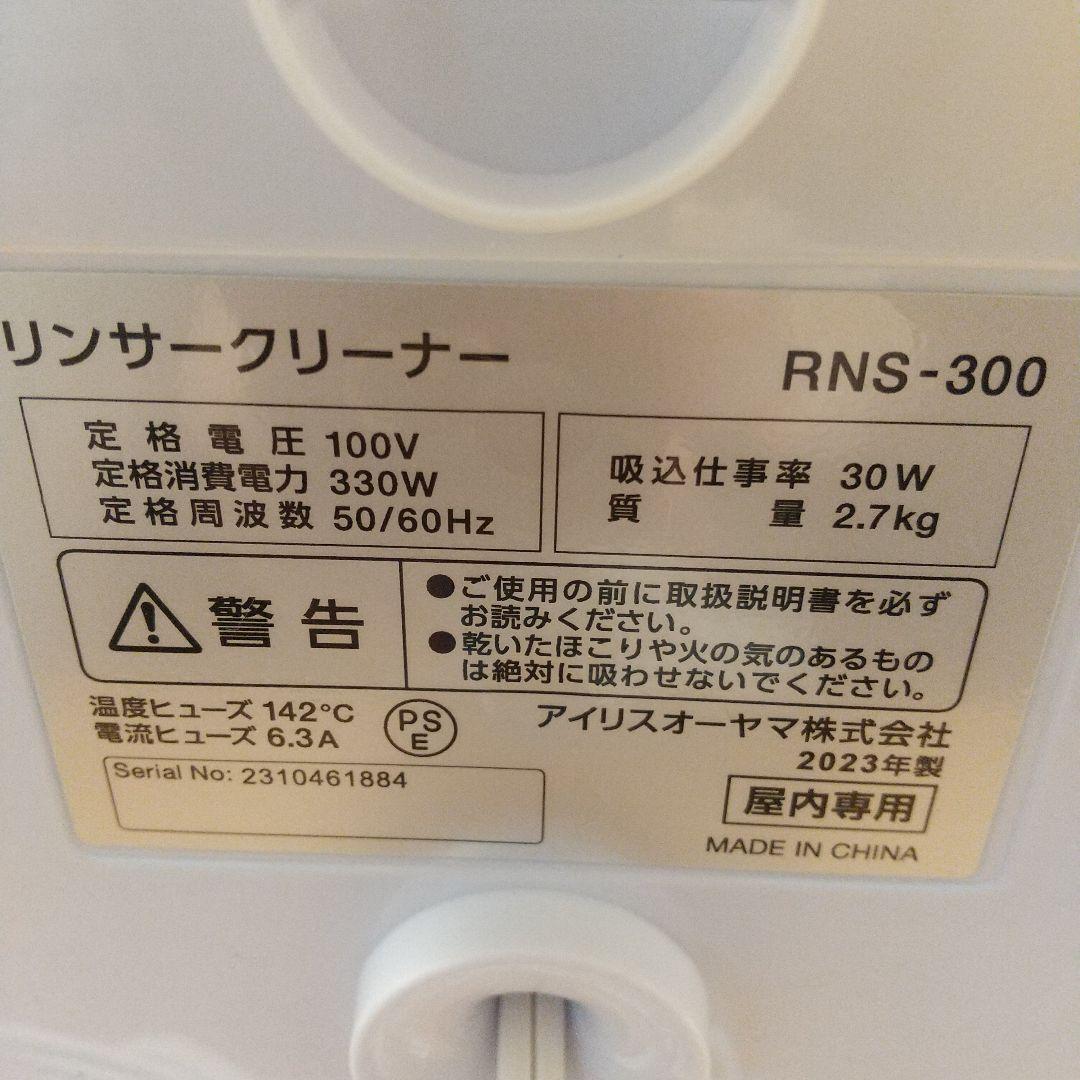 リンサークリーナー RNS-300
定格電圧 100V
定格消費電力 330W
定格周波数 50/60Hz
吸込仕事率 30W
質量 2.7kg
警告
●ご使用の前に取扱説明書を必ず
お読みください。
●乾いたほこりや火の気のあるもの
は絶対に吸わせないでください。
温度ヒューズ 142°C
電流ヒューズ 6.3A
PS
E
アイリスオーヤマ株式会社
2023年製
屋内専用
MADE IN CHINA
Serial No: 2310461884